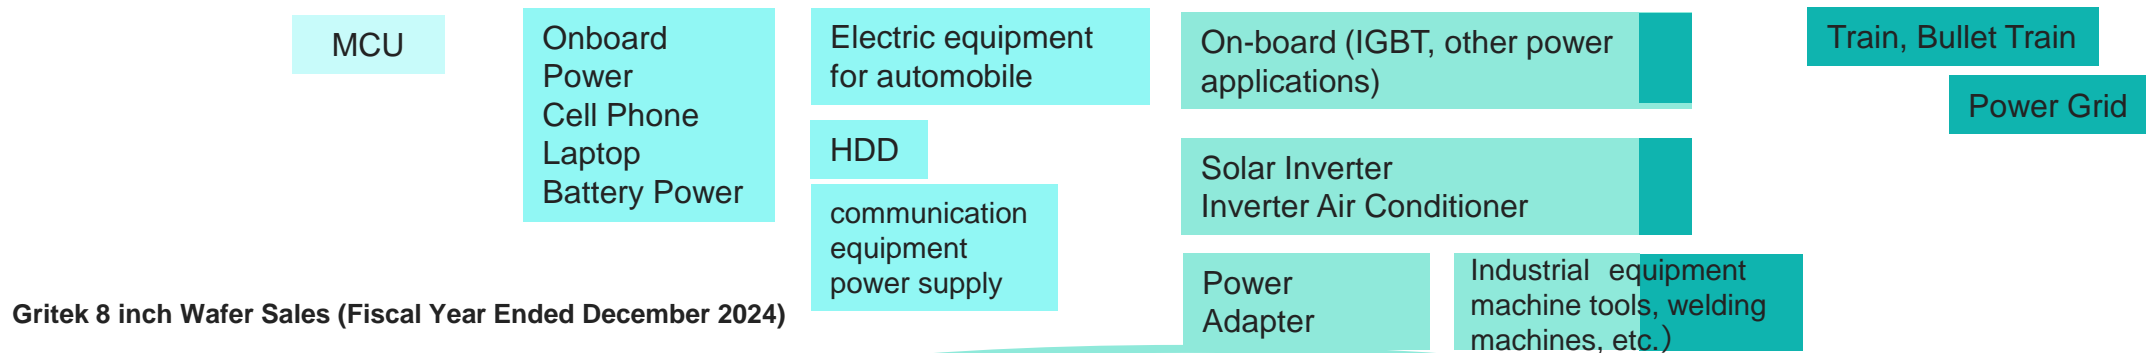 MCU
Onboard
Power
Cell Phone
Laptop
Battery Power
Electric equipment
for automobile
HDD
communication
equipment
power supply
On-board (IGBT, other power
applications)
Solar Inverter
Inverter Air Conditioner
Power
Adapter
Industrial equipment
machine tools, welding
machines, etc.）
Train, Bullet Train
Power Grid
Gritek 8 inch Wafer Sales (Fiscal Year Ended December 2024)